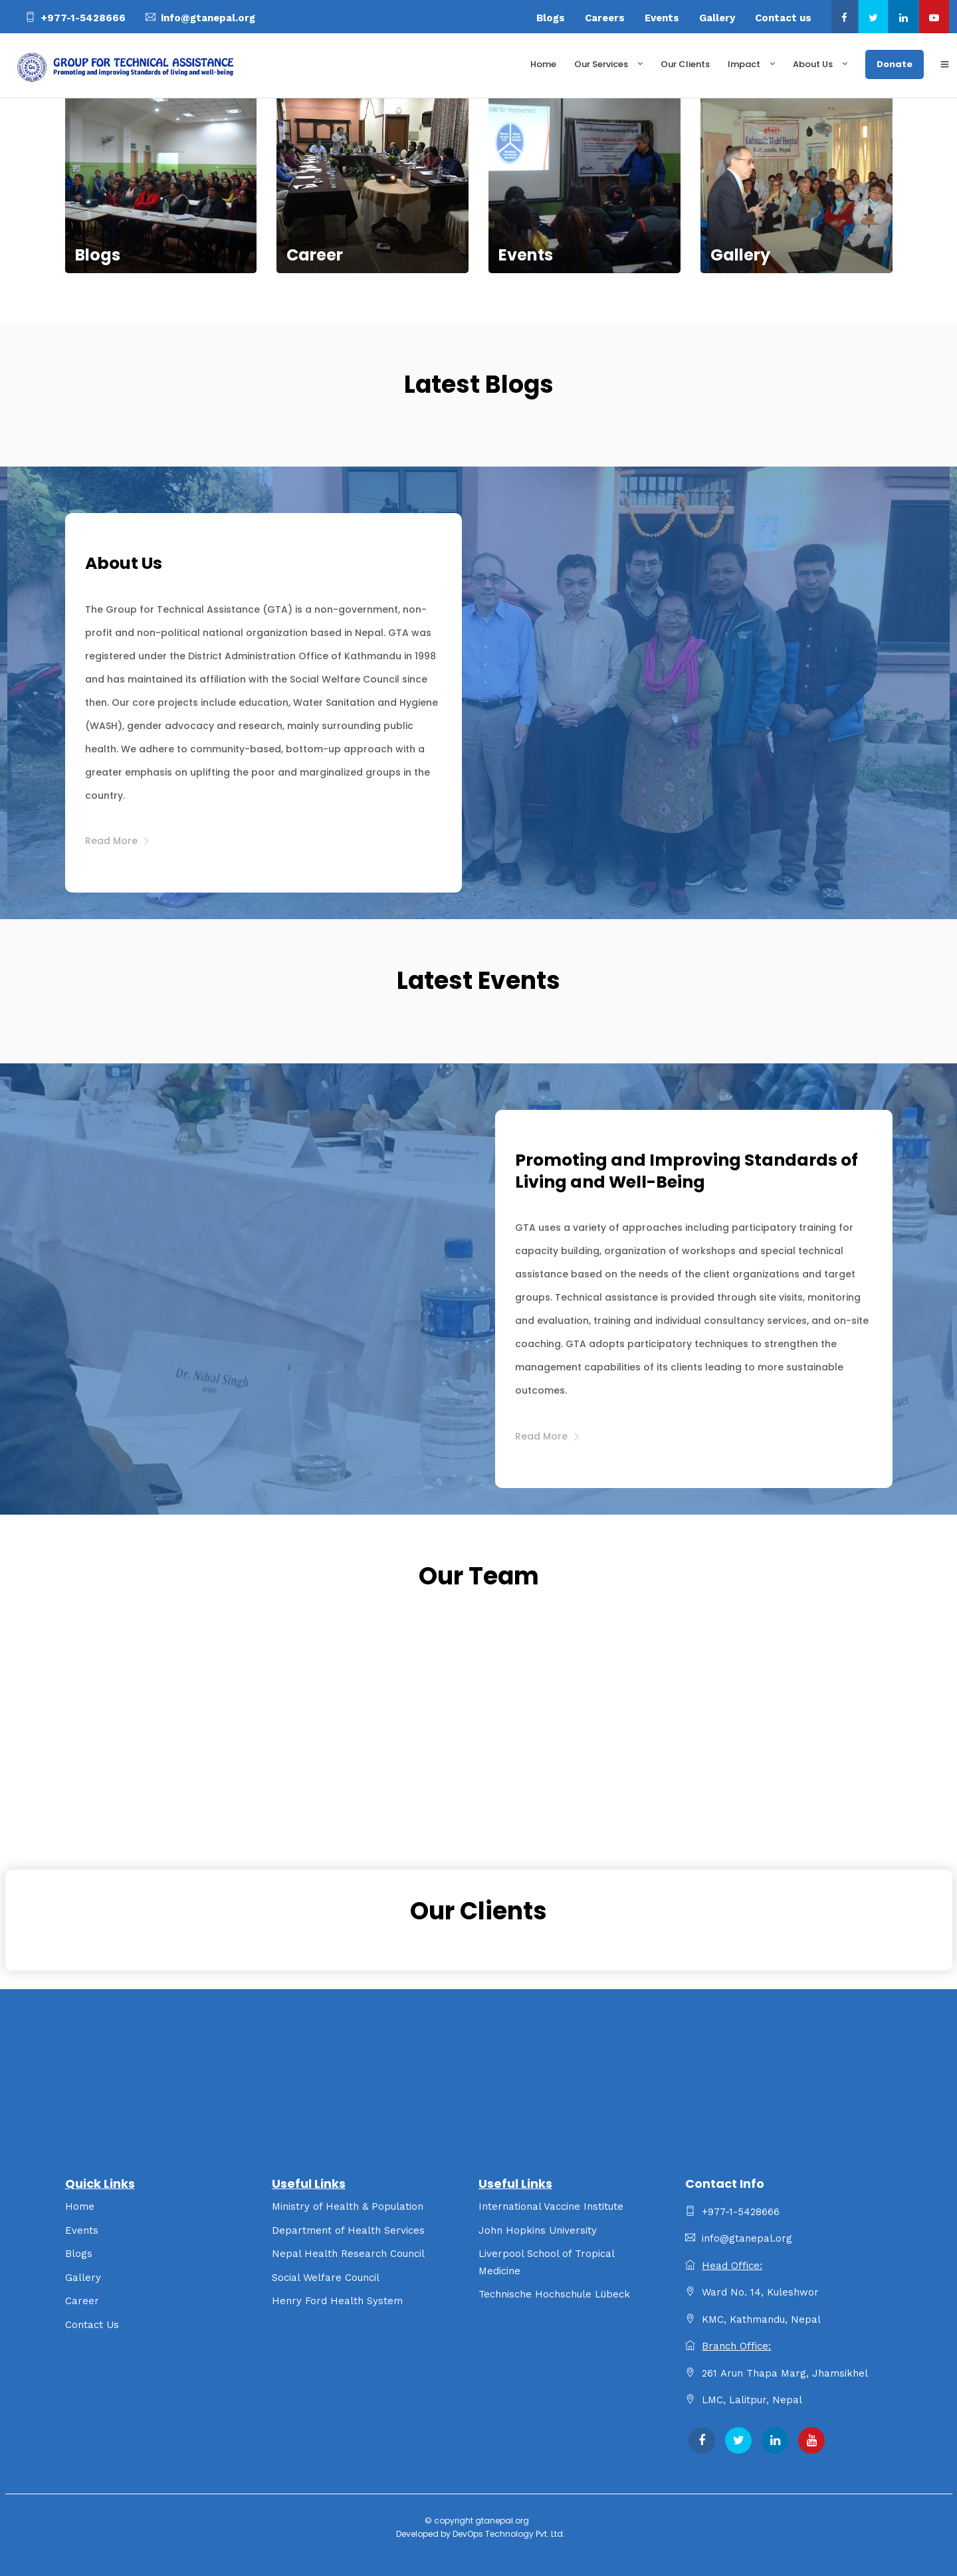 +977-1-5428666 info@gtanepal.org Blogs Careers Events Gallery Contact us
GROUP FOR TECHNICAL ASSISTANCE
Promoting and improving Standards of living and well-being
Home Our Services Our Clients Impact About Us Donate
Kathmandu Model Hospital
Kathmandu, Nepal
Blogs Career Events Gallery
Latest Blogs
About Us
The Group for Technical Assistance (GTA) is a non-government, non-
profit and non-political national organization based in Nepal. GTA was
registered under the District Administration Office of Kathmandu in 1998
and has maintained its affiliation with the Social Welfare Council since
then. Our core projects include education, Water Sanitation and Hygiene
(WASH), gender advocacy and research, mainly surrounding public
health. We adhere to community-based, bottom-up approach with a
greater emphasis on uplifting the poor and marginalized groups in the
country.
Read More
Latest Events
Promoting and Improving Standards of
Living and Well-Being
GTA uses a variety of approaches including participatory training for
capacity building, organization of workshops and special technical
assistance based on the needs of the client organizations and target
groups. Technical assistance is provided through site visits, monitoring
and evaluation, training and individual consultancy services, and on-site
coaching. GTA adopts participatory techniques to strengthen the
management capabilities of its clients leading to more sustainable
outcomes.
Read More
Dr. Nihal Singh
Our Team
Our Clients
Quick Links
Home
Events
Blogs
Gallery
Career
Contact Us
Useful Links
Ministry of Health & Population
Department of Health Services
Nepal Health Research Council
Social Welfare Council
Henry Ford Health System
Useful Links
International Vaccine Institute
John Hopkins University
Liverpool School of Tropical
Medicine
Technische Hochschule Lübeck
Contact Info
+977-1-5428666
info@gtanepal.org
Head Office:
Ward No. 14, Kuleshwor
KMC, Kathmandu, Nepal
Branch Office:
261 Arun Thapa Marg, Jhamsikhel
LMC, Lalitpur, Nepal
© copyright gtanepal.org
Developed by DevOps Technology Pvt. Ltd.